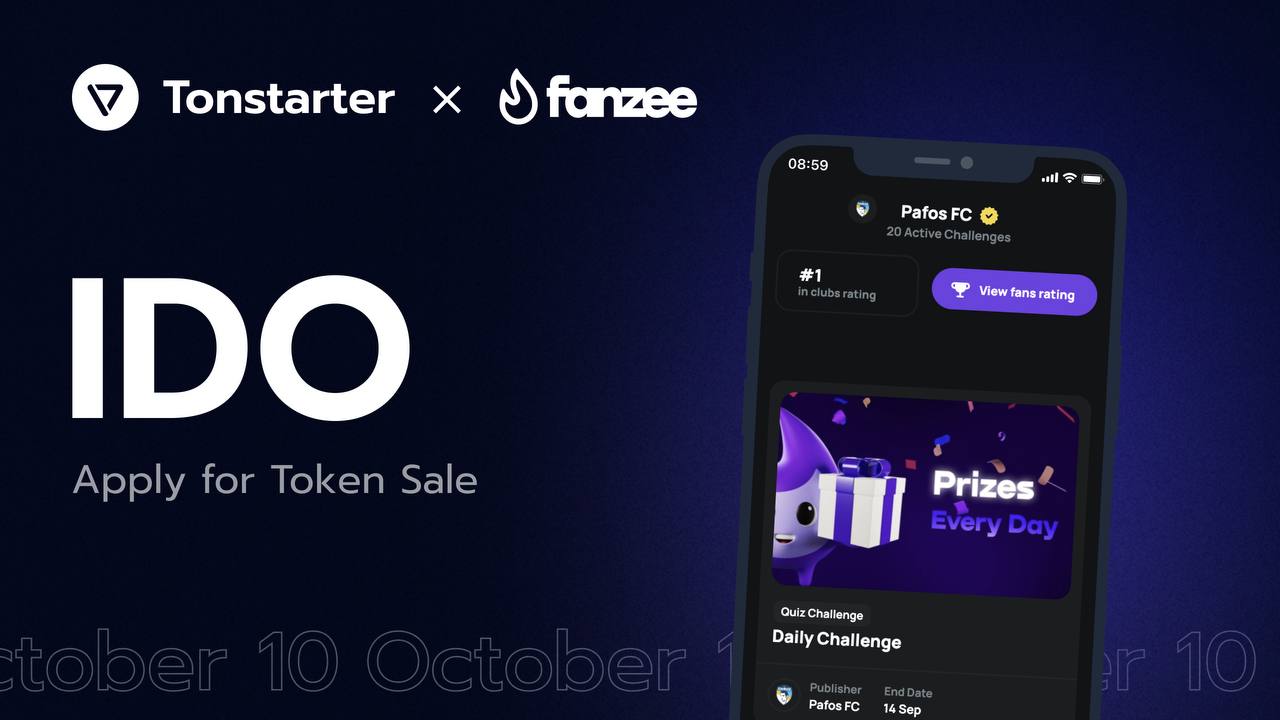 Tonstarter × fanzee
IDO
Apply for Token Sale
08:59
Pafos FC
20 Active Challenges
#1
in clubs rating
View fans rating
Prizes
Every Day
Quiz Challenge
Daily Challenge
Publisher
Pafos FC
End Date
14 Sep
ctober 10 October 1 er 10